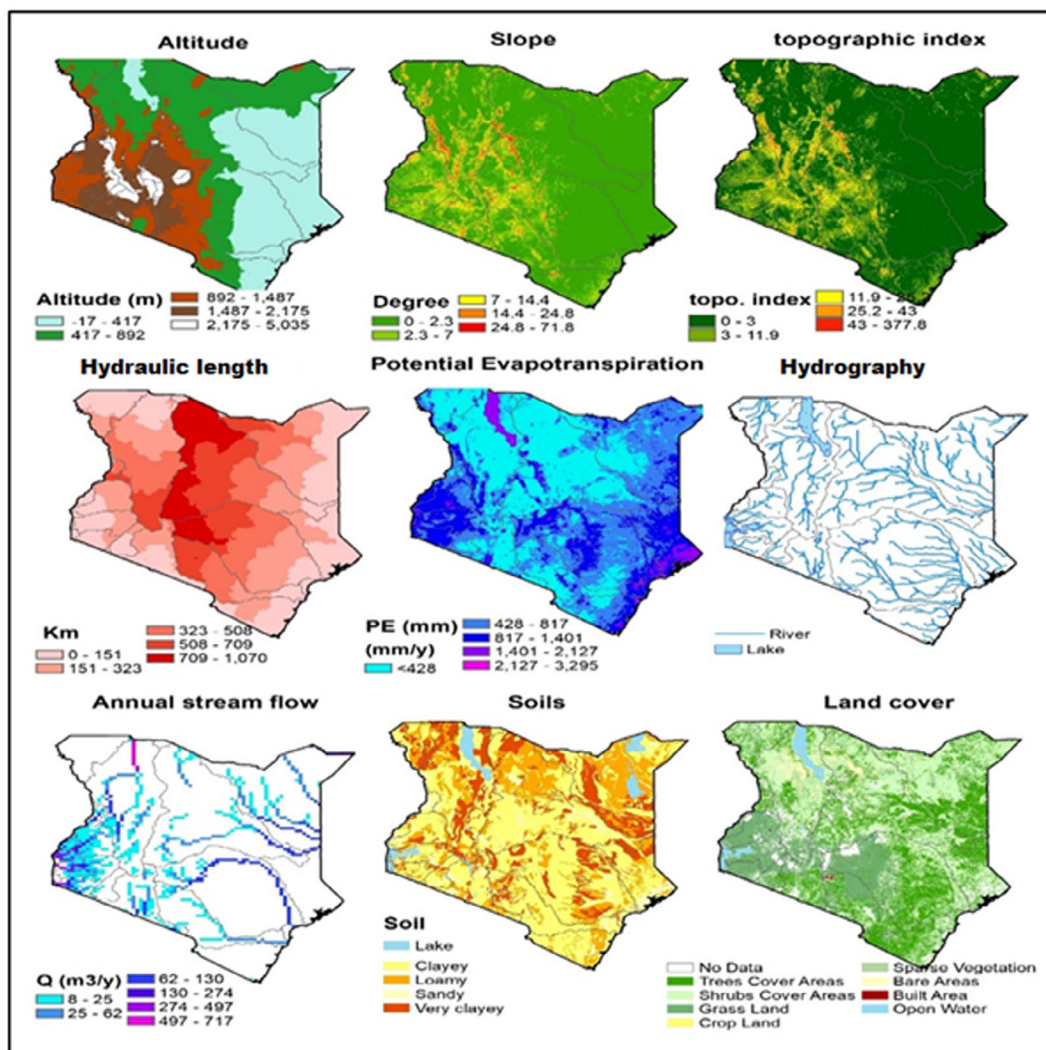 Altitude
Slope
topographic index
Altitude (m)
-17 - 417
417 - 892
892 - 1,487
1,487 - 2,175
2,175 - 5,035
Degree
0 - 2.3
2.3 - 7
7 - 14.4
14.4 - 24.8
24.8 - 71.8
topo. index
0 - 3
3 - 11.9
11.9 -
25.2 - 43
43 - 377.8
Hydraulic length
Potential Evapotranspiration
Hydrography
Km
0 - 151
151 - 323
323 - 508
508 - 709
709 - 1,070
PE (mm)
(mm/y)
<428
428 - 817
817 - 1,401
1,401 - 2,127
2,127 - 3,295
River
Lake
Annual stream flow
Soils
Land cover
Q (m3/y)
8 - 25
25 - 62
62 - 130
130 - 274
274 - 497
497 - 717
Soil
Lake
Clayey
Loamy
Sandy
Very clayey
No Data
Trees Cover Areas
Shrubs Cover Areas
Grass Land
Crop Land
Sparse Vegetation
Bare Areas
Built Area
Open Water